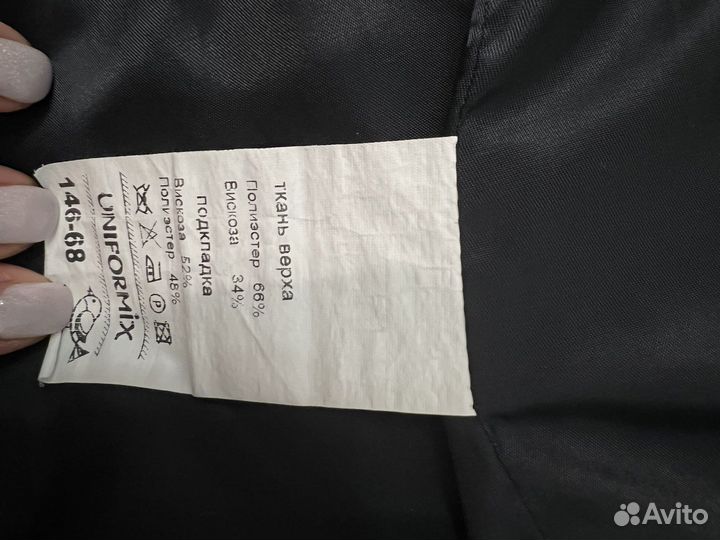 ткань верха
Полиэстер 66%
Вискоза 34%
подкладка
Вискоза 52%
Полиэстер 48%
P
UNIFORMiX
146-68
Avito